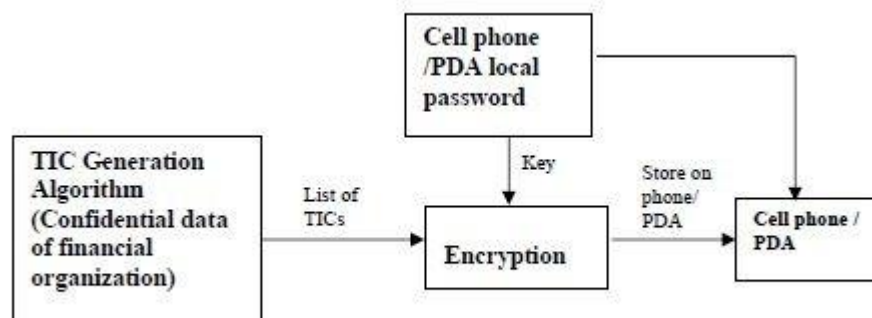 Cell phone
/PDA local
password
TIC Generation
Algorithm
(Confidential data
of financial
organization)
List of
TICs
Key
Encryption
Store on
phone/
PDA
Cell phone /
PDA